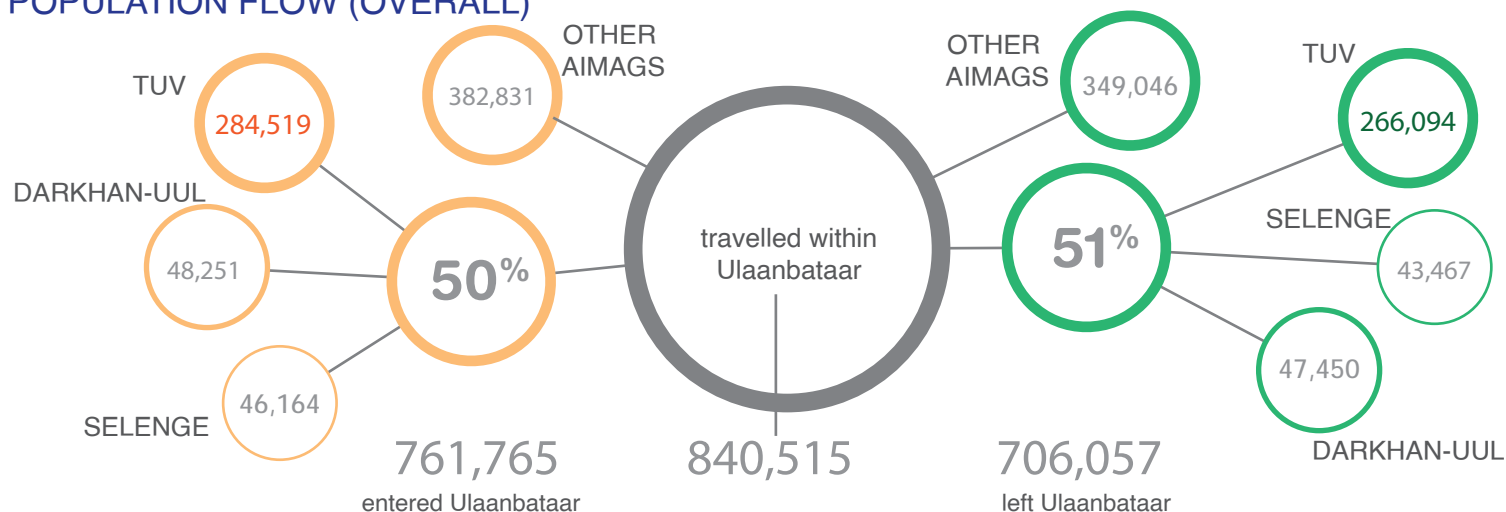 POPULATION FLOW (OVERALL)
TUV
284,519
OTHER
AIMAGS
382,831
DARKHAN-UUL
48,251
50%
SELENGE
46,164
761,765
entered Ulaanbataar
travelled within
Ulaanbataar
840,515
OTHER
AIMAGS
349,046
TUV
266,094
51%
SELENGE
43,467
47,450
DARKHAN-UUL
706,057
left Ulaanbataar